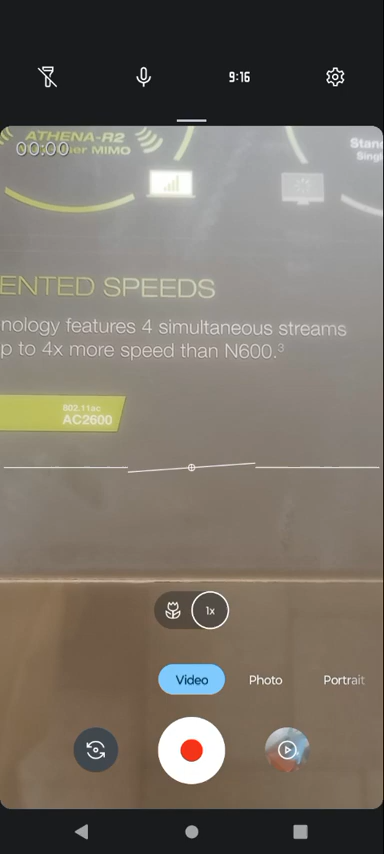 9:16
00:00
ATHENA-R2
MIMO
ENTED SPEEDS
nology features 4 simultaneous streams
p to 4x more speed than N600.3
802.11ac
AC2600
1x
Video
Photo
Portrait